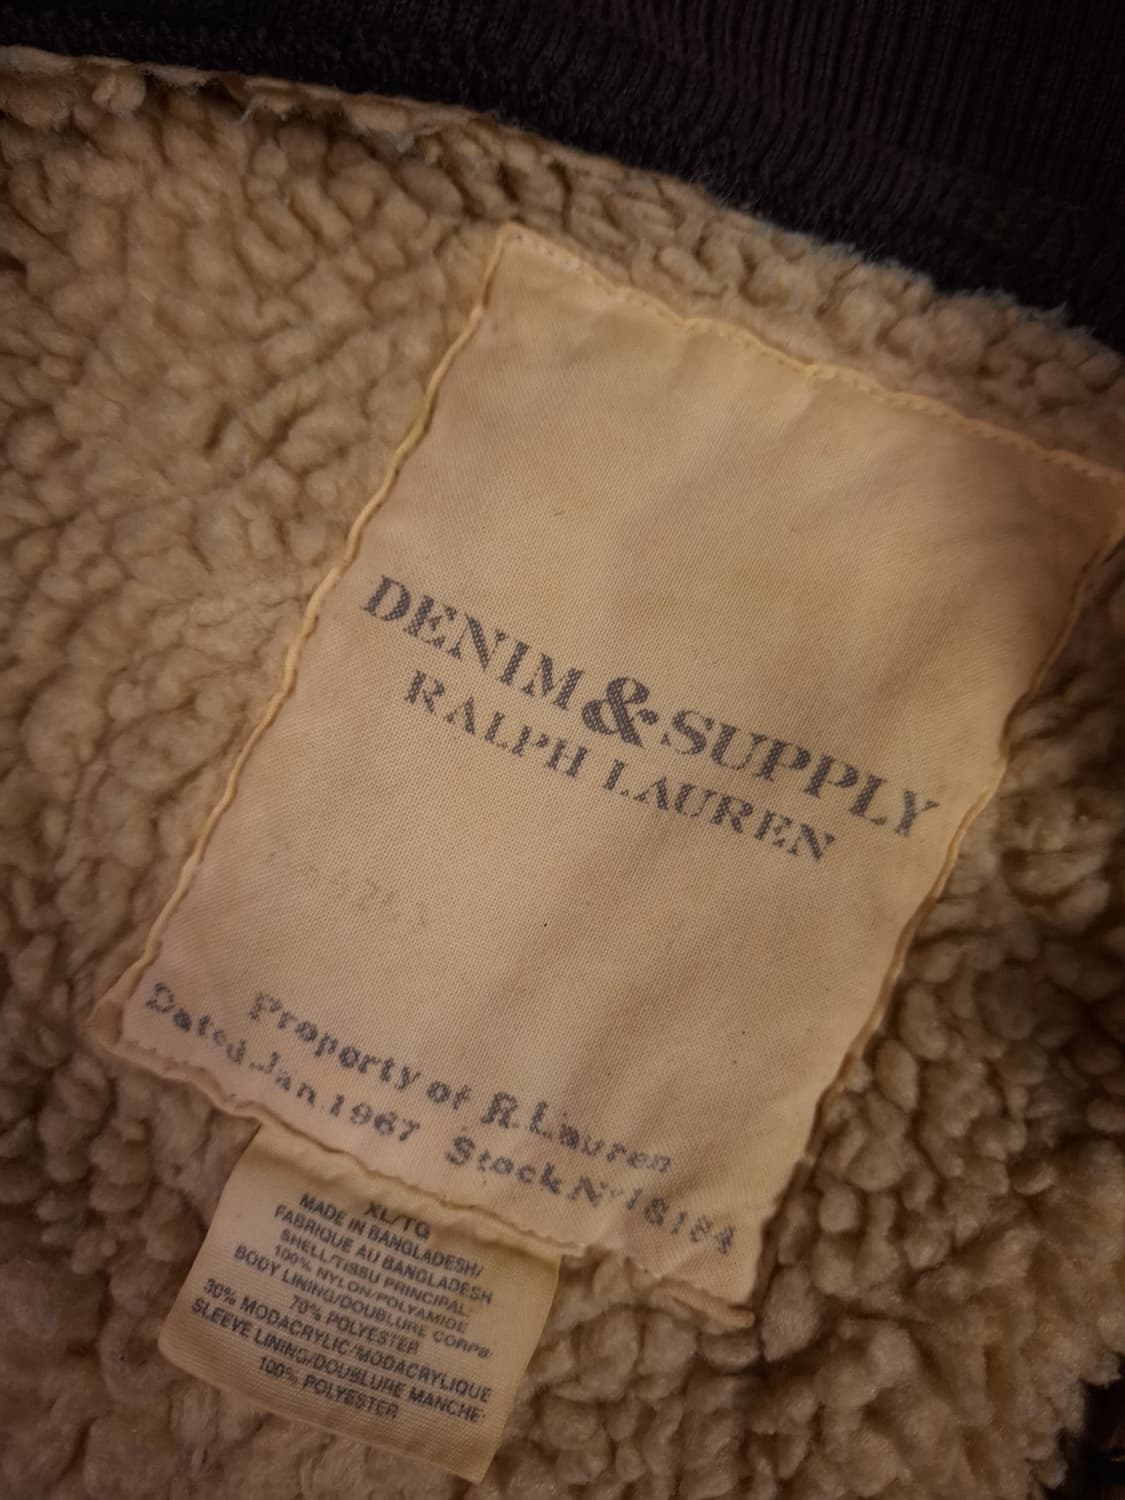 DENIM & SUPPLY
RALPH LAUREN
Property of R. Lauren
Dated Jan. 1967 Stock Nº 18184
XL/TG
MADE IN BANGLADESH/
FABRIQUE AU BANGLADESH
SHELL/TISSU PRINCIPAL:
100% NYLON/POLYAMIDE
BODY LINING/DOUBLURE CORPS:
70% POLYESTER
30% MODACRYLIC/MODACRYLIQUE
SLEEVE LINING/DOUBLURE MANCHE:
100% POLYESTER